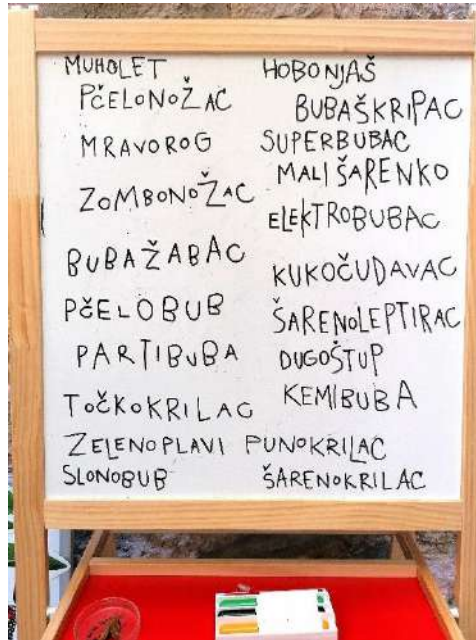 MUHOLET
PČELONOŽAC
MRAVOROG
ZOMBONOŽAC
BUBAŽABAC
PČELOBUB
PARTIBUBA
TOČKOKRILAC
ZELENOPLAVI PUNOKRILAC
SLONOBUB
HOBONJAŠ
BUBAŠKRIPAC
SUPERBUBAC
MALI ŠARENKO
ELEKTROBUBAC
KUKOČUDAVAC
ŠARENOLEPTIRAC
DUGOŠTUP
KEMIBUBA
ŠARENOKRILAC